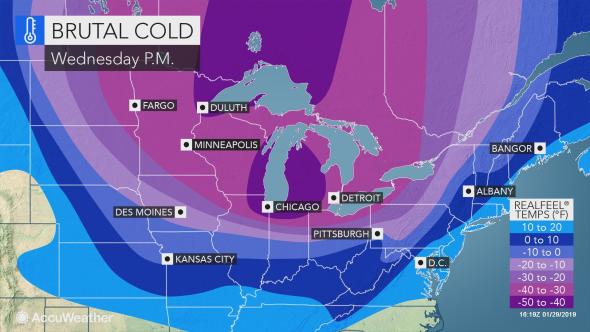 BRUTAL COLD
Wednesday P.M.
FARGO
DULUTH
MINNEAPOLIS
BANGOR
ALBANY
DETROIT
CHICAGO
DES MOINES
PITTSBURGH
KANSAS CITY
D.C.
REALFEEL®
TEMPS (°F)
10 to 20
0 to 10
-10 to 0
-20 to -10
-30 to -20
-40 to -30
-50 to -40
16:19Z 01/29/2019
AccuWeather